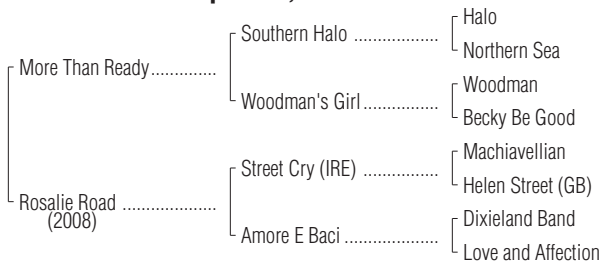 Halo
Southern Halo ..................
Northern Sea
More Than Ready..............
Woodman
Woodman's Girl................
Becky Be Good
Machiavellian
Street Cry (IRE) ................
Helen Street (GB)
Rosalie Road ..................
(2008)
Dixieland Band
Amore E Baci ....................
Love and Affection